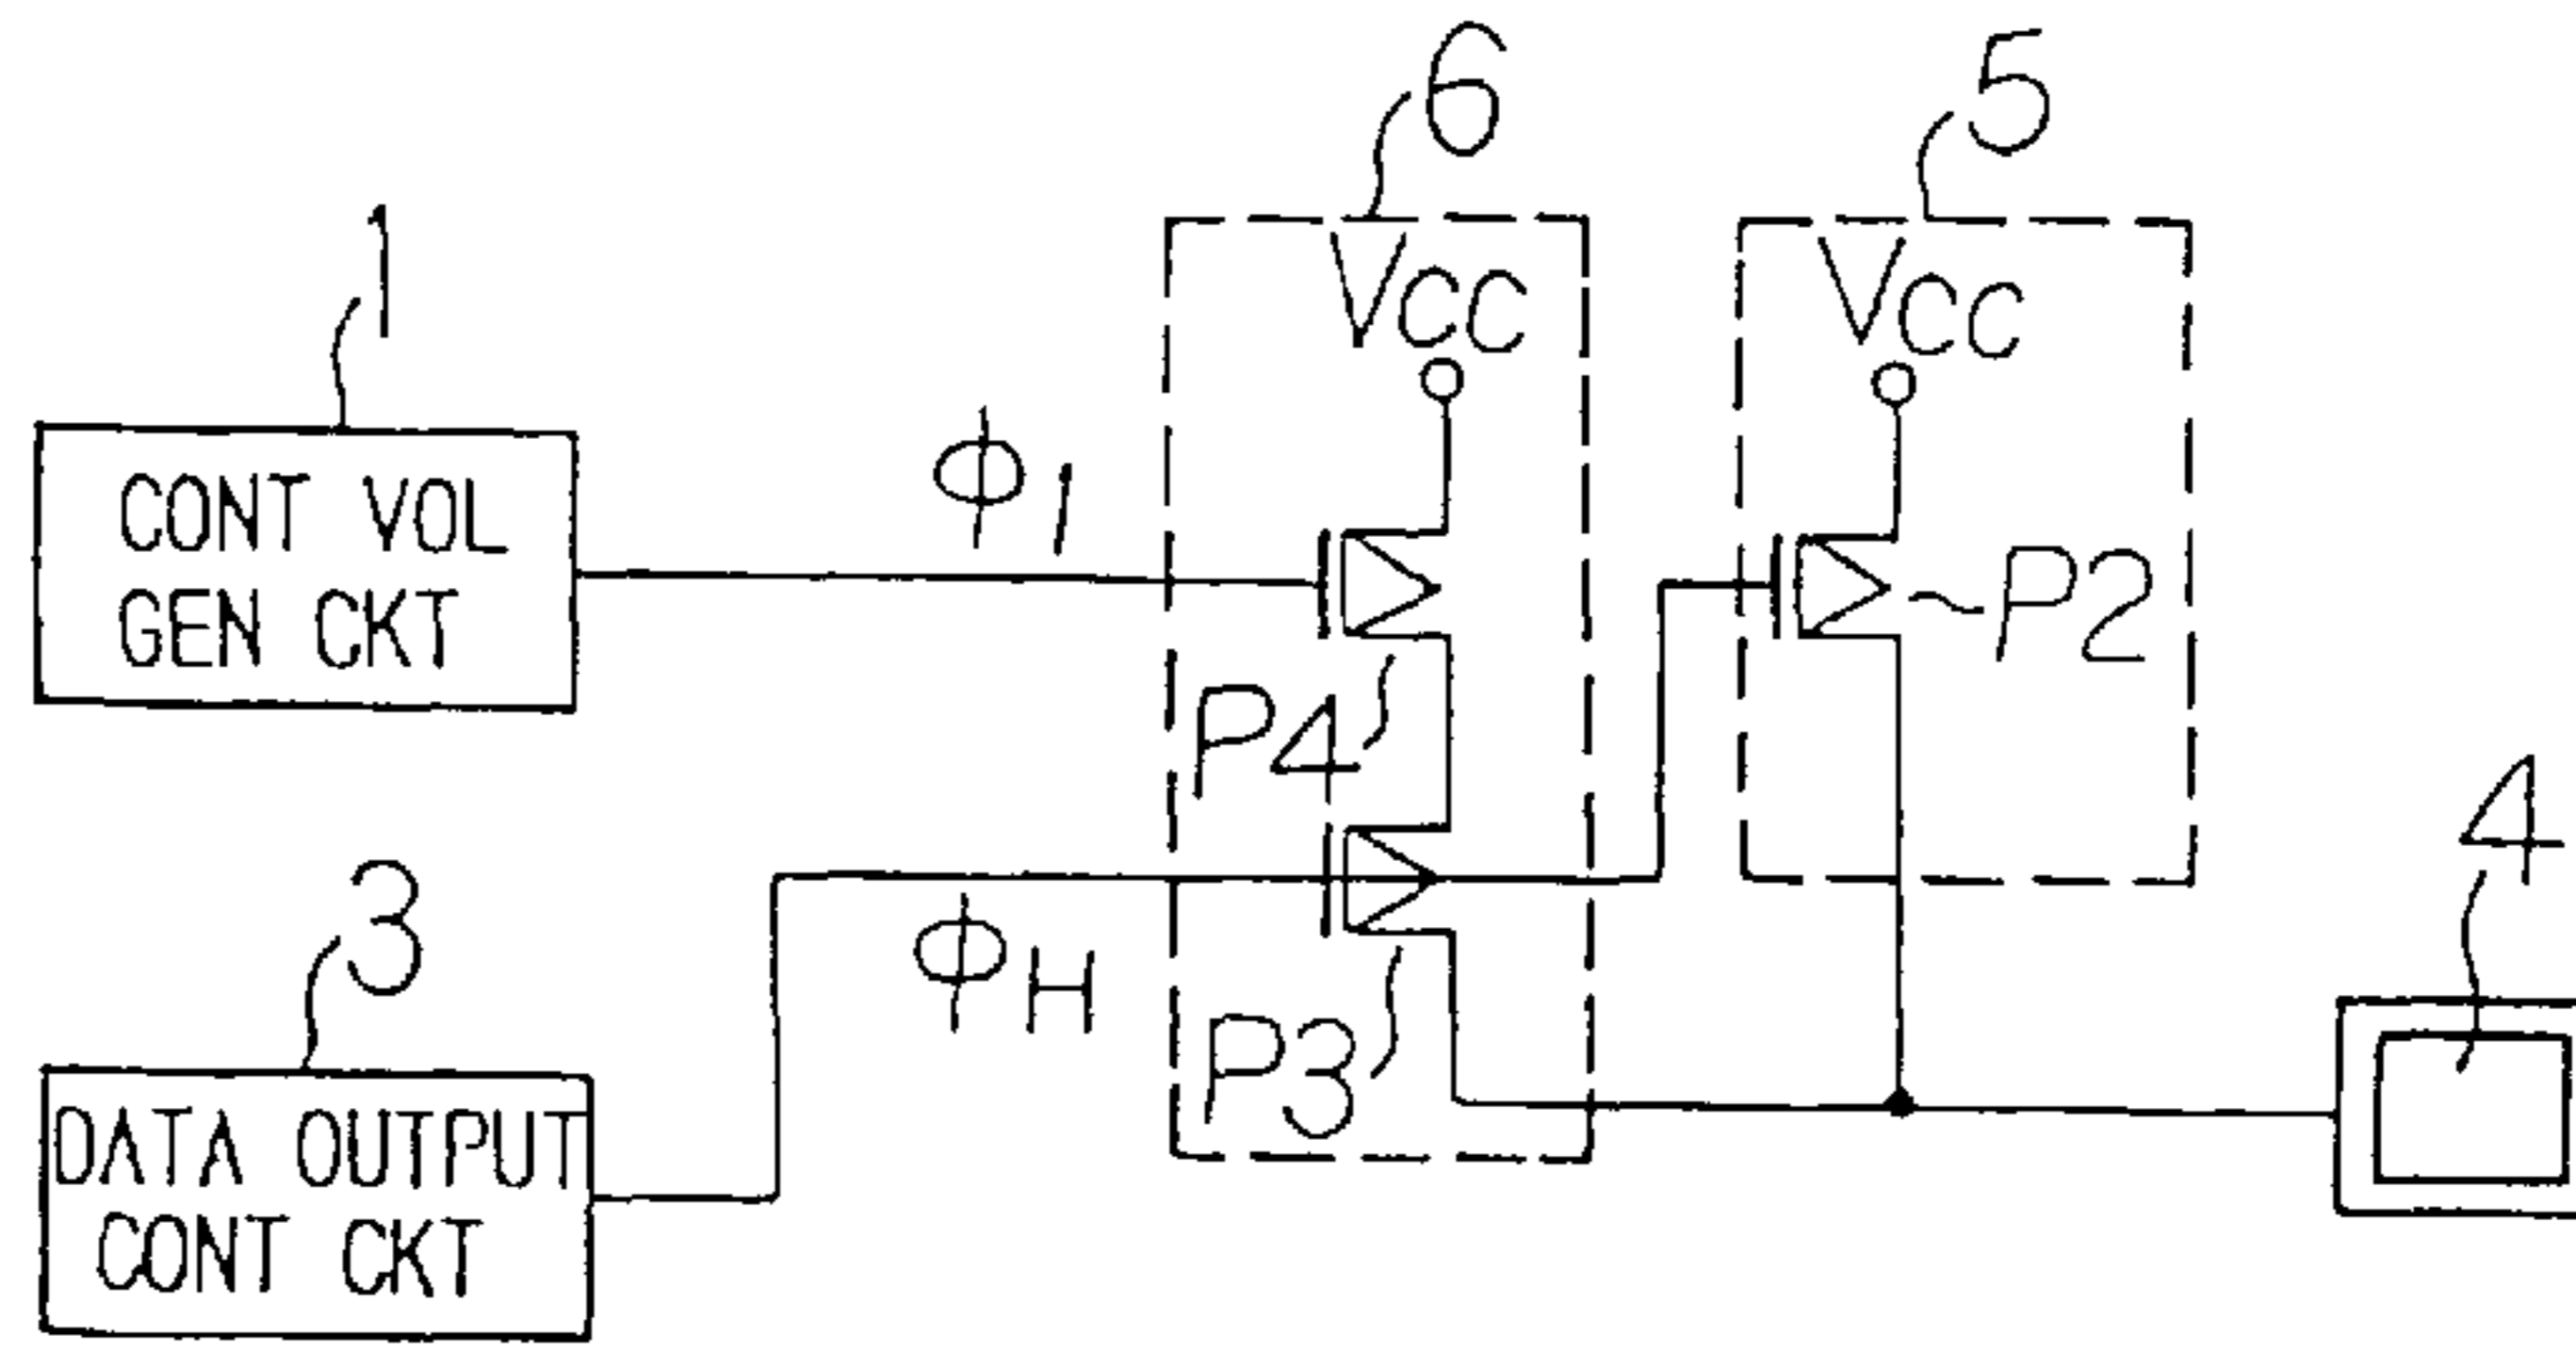 6
5
1
VCC
VCC
CONT VOL
GEN CKT
ϕ1
P2
P4
4
3
ϕH
P3
DATA OUTPUT
CONT CKT